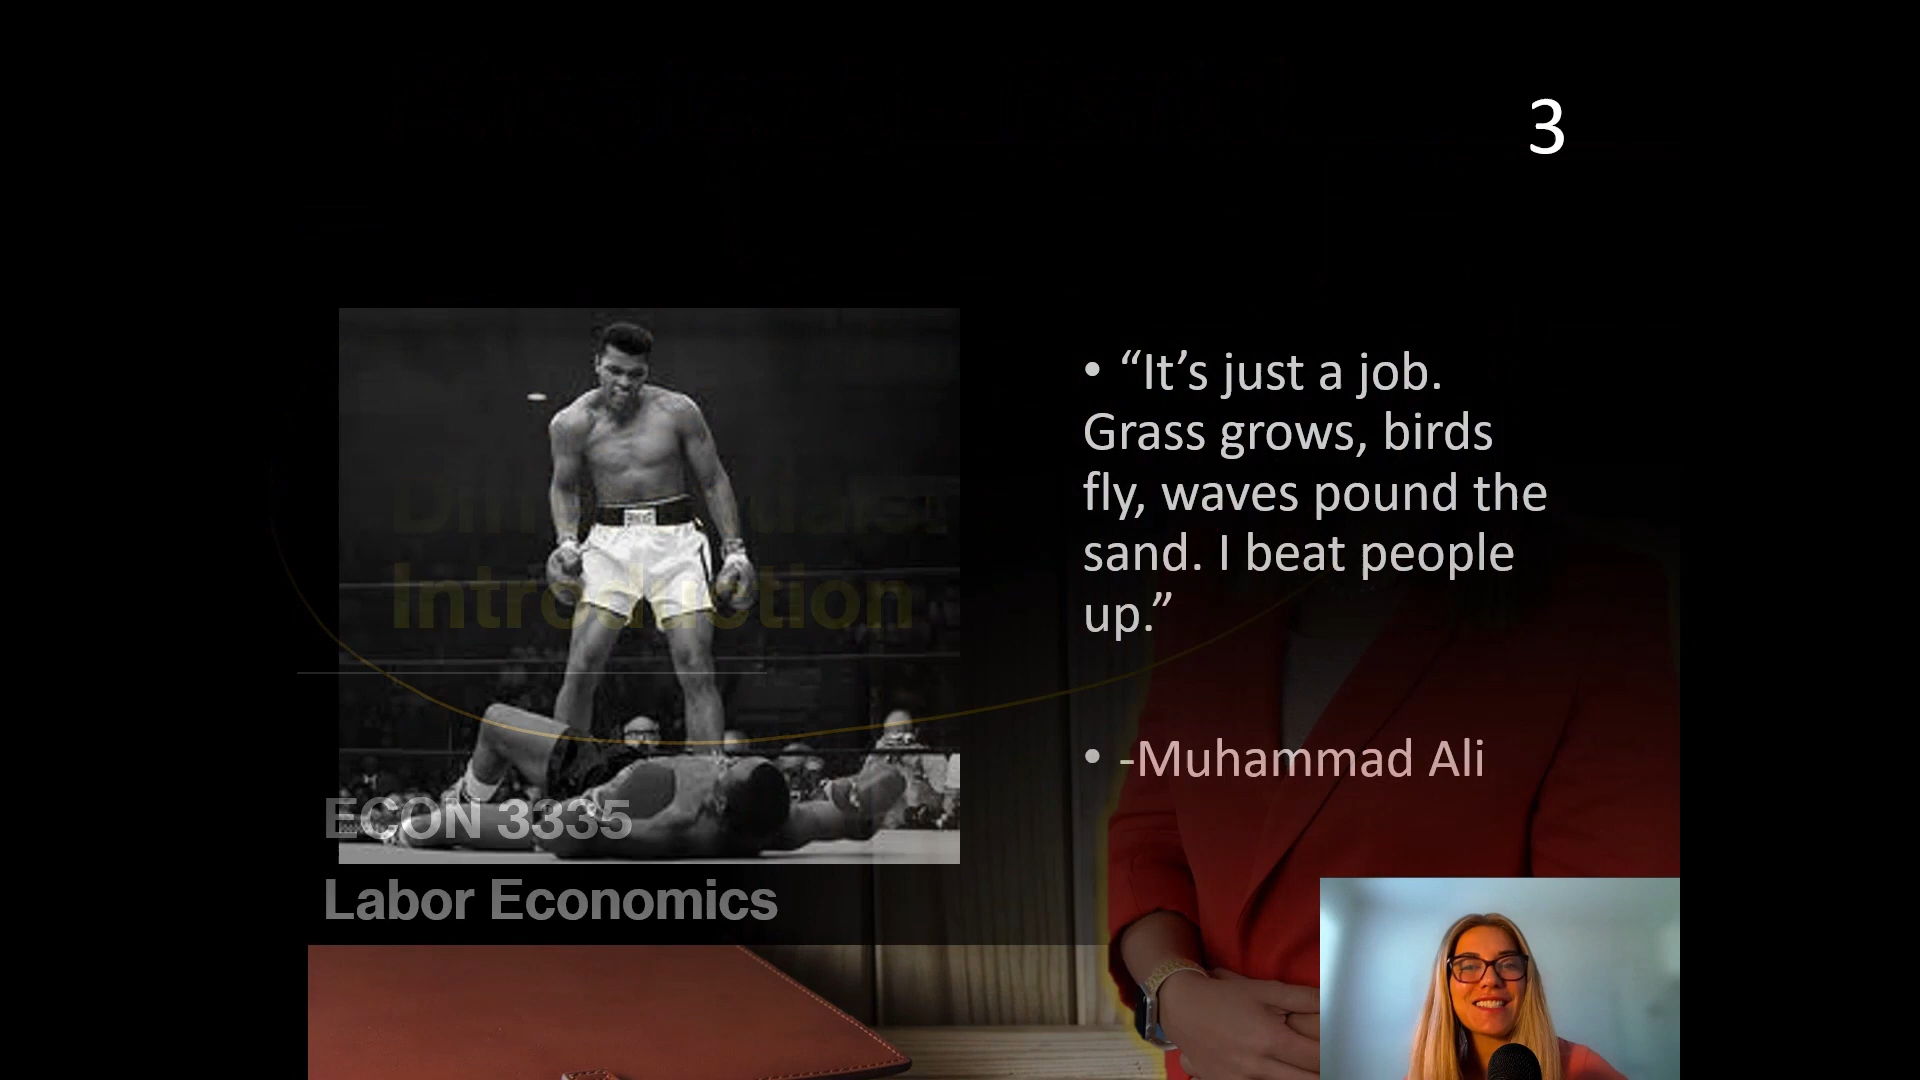 3
• “It’s just a job.
Grass grows, birds
fly, waves pound the
sand. I beat people
up.”
• -Muhammad Ali
Introduction
ECON 3335
Labor Economics